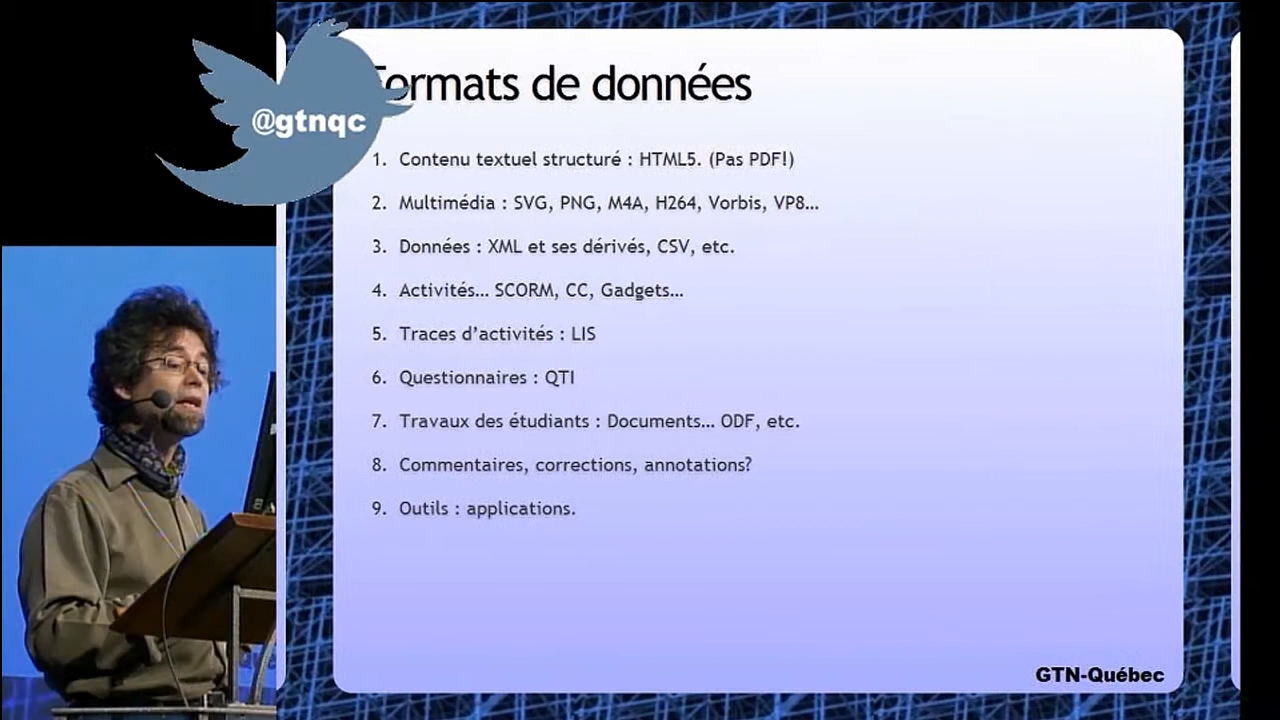 Formats de données
@gtnqc
1. Contenu textuel structuré : HTML5. (Pas PDF!)
2. Multimédia : SVG, PNG, M4A, H264, Vorbis, VP8…
3. Données : XML et ses dérivés, CSV, etc.
4. Activités… SCORM, CC, Gadgets…
5. Traces d’activités : LIS
6. Questionnaires : QTI
7. Travaux des étudiants : Documents… ODF, etc.
8. Commentaires, corrections, annotations?
9. Outils : applications.
GTN-Québec